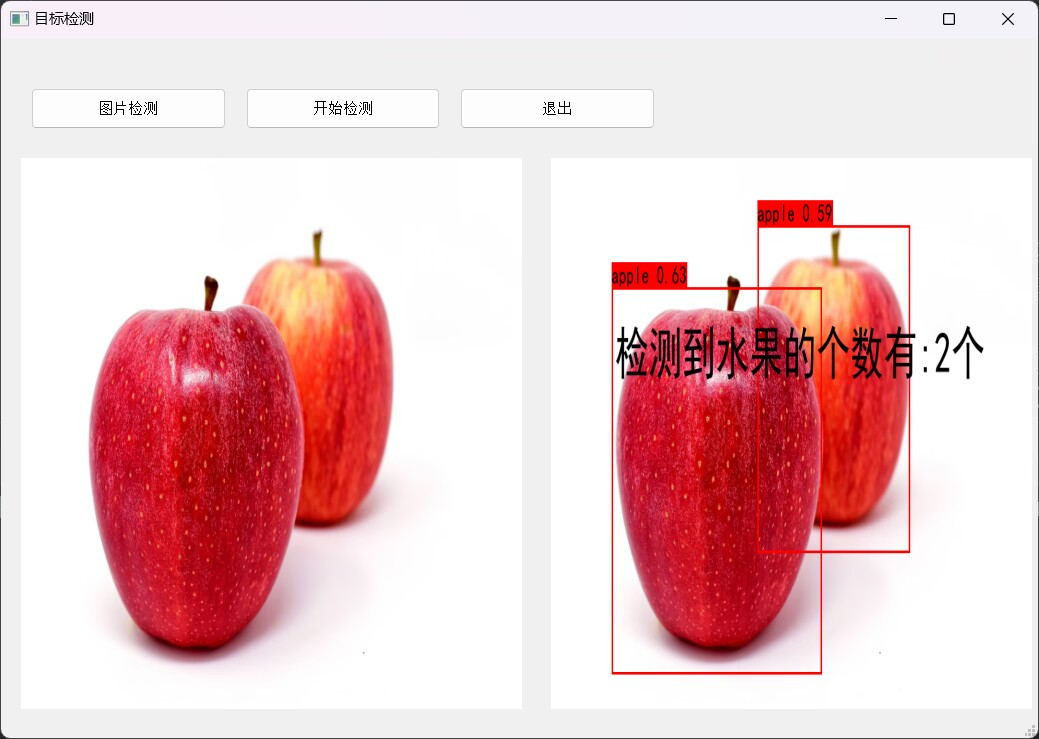 目标检测
图片检测
开始检测
退出
apple 0.59
apple 0.63
检测到水果的个数有:2个